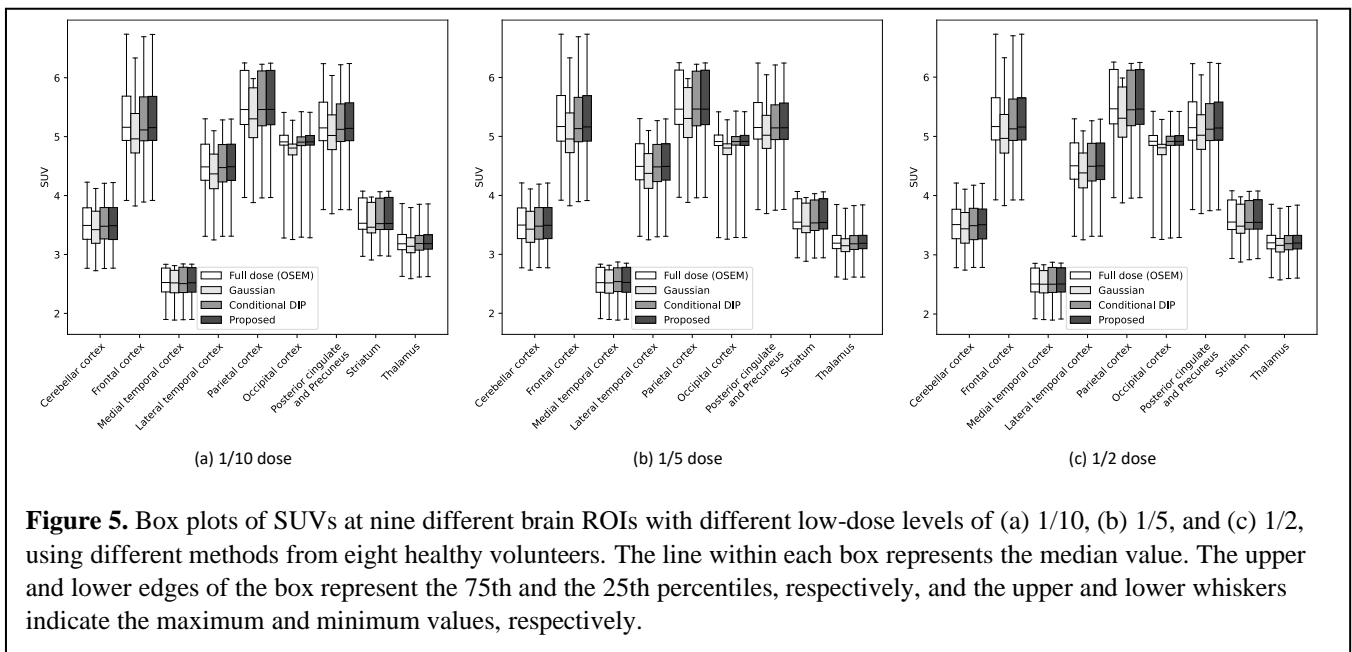 SUV
6
5
4
3
2
Full dose (OSEM)
Gaussian
Conditional DIP
Proposed
Cerebellar cortex
Frontal cortex
Medial temporal cortex
Lateral temporal cortex
Parietal cortex
Occipital cortex
Posterior cingulate
and Precuneus
Striatum
Thalamus
(a) 1/10 dose
SUV
6
5
4
3
2
Full dose (OSEM)
Gaussian
Conditional DIP
Proposed
Cerebellar cortex
Frontal cortex
Medial temporal cortex
Lateral temporal cortex
Parietal cortex
Occipital cortex
Posterior cingulate
and Precuneus
Striatum
Thalamus
(b) 1/5 dose
SUV
6
5
4
3
2
Full dose (OSEM)
Gaussian
Conditional DIP
Proposed
Cerebellar cortex
Frontal cortex
Medial temporal cortex
Lateral temporal cortex
Parietal cortex
Occipital cortex
Posterior cingulate
and Precuneus
Striatum
Thalamus
(c) 1/2 dose
Figure 5. Box plots of SUVs at nine different brain ROIs with different low-dose levels of (a) 1/10, (b) 1/5, and (c) 1/2,
using different methods from eight healthy volunteers. The line within each box represents the median value. The upper
and lower edges of the box represent the 75th and the 25th percentiles, respectively, and the upper and lower whiskers
indicate the maximum and minimum values, respectively.